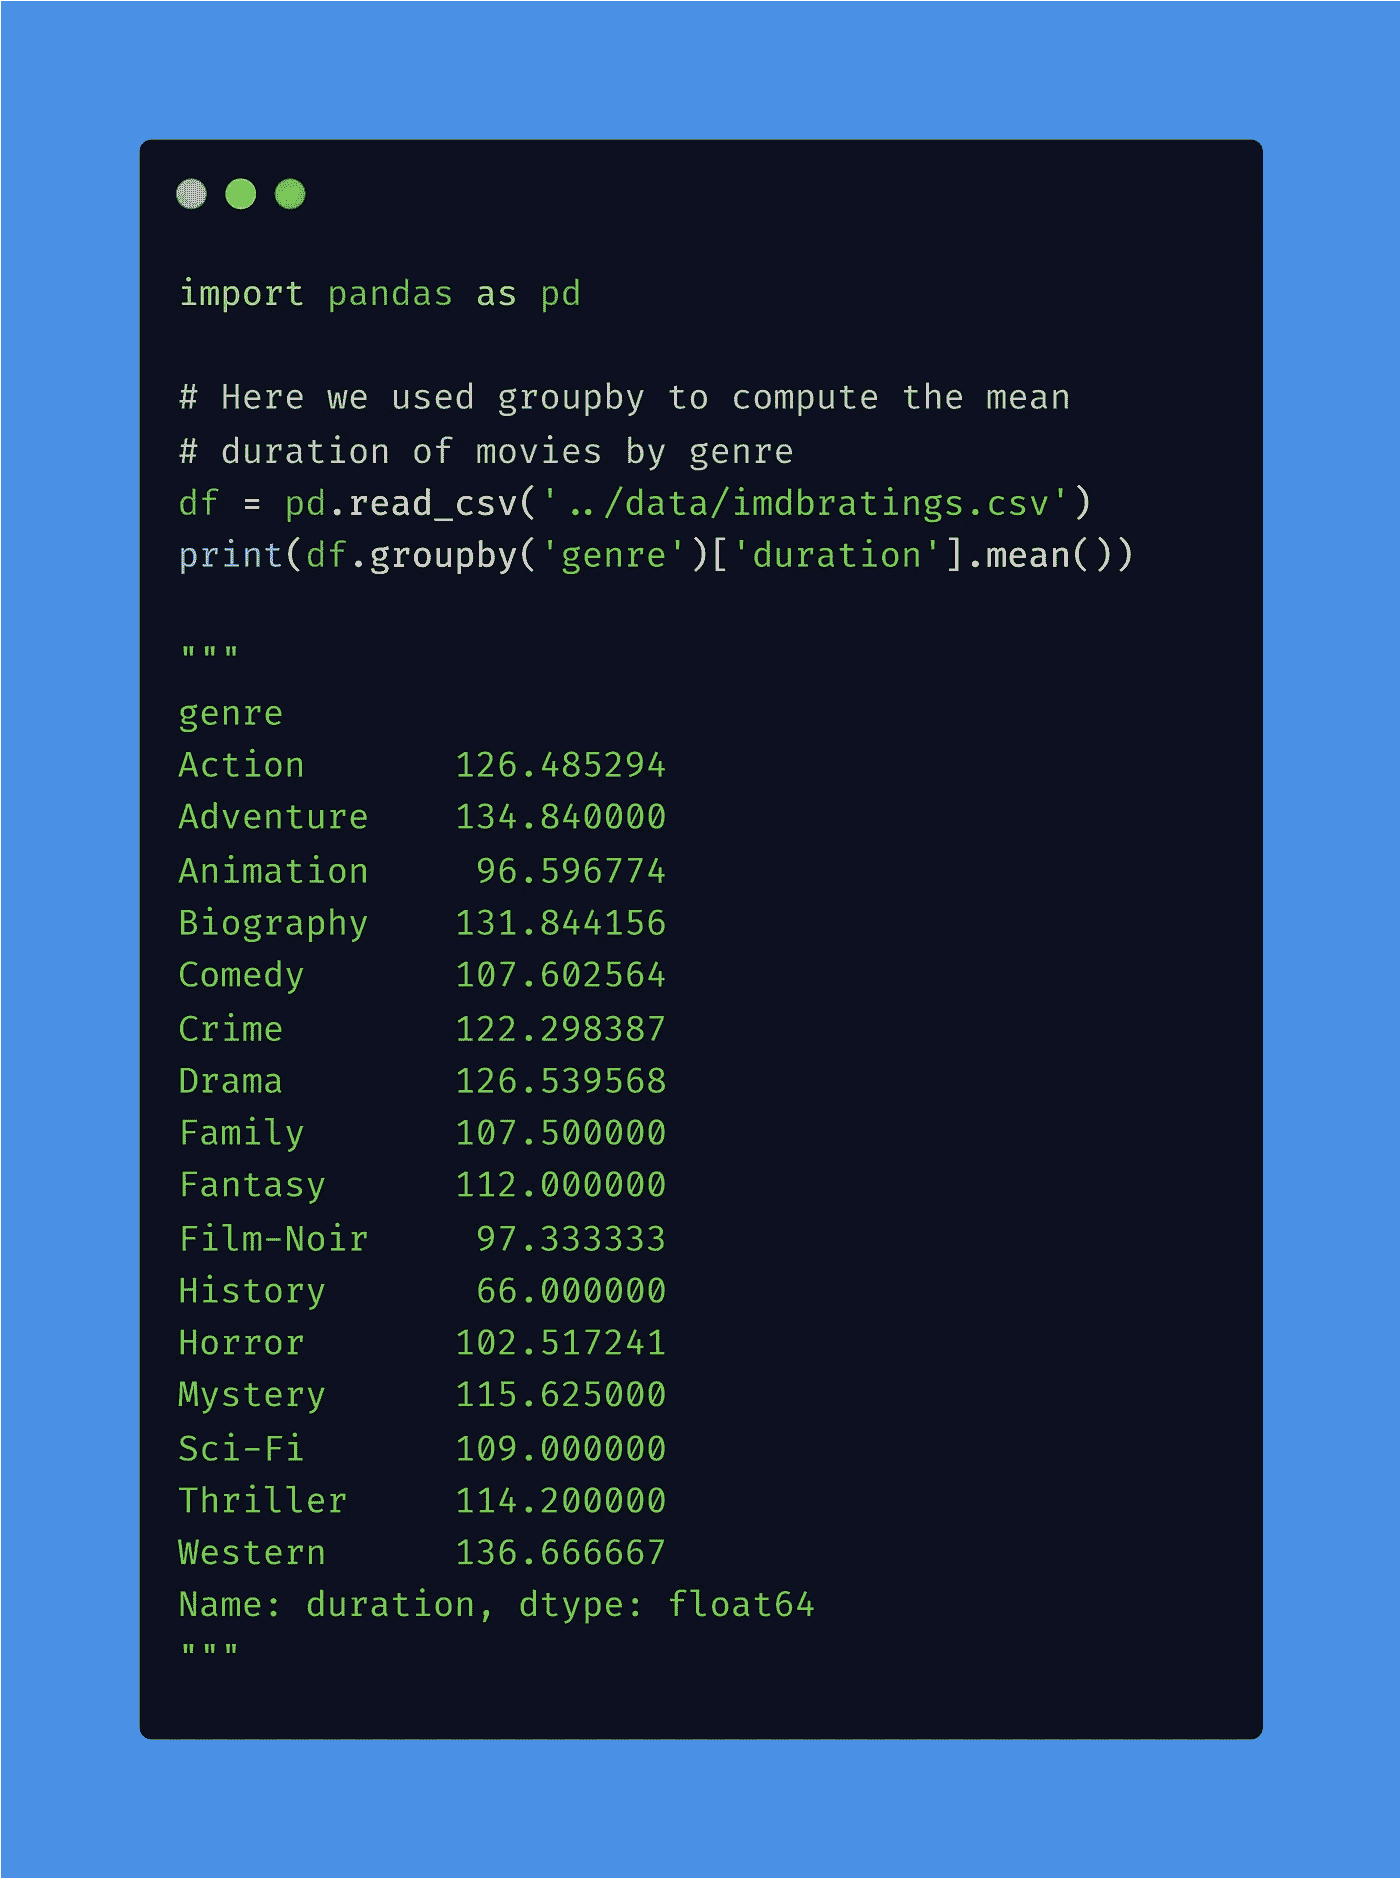 import pandas as pd
# Here we used groupby to compute the mean
# duration of movies by genre
df = pd.read_csv('../data/imdbratings.csv')
print(df.groupby('genre')['duration'].mean())
"""
genre
Action       126.485294
Adventure    134.840000
Animation     96.596774
Biography    131.844156
Comedy       107.602564
Crime        122.298387
Drama        126.539568
Family       107.500000
Fantasy      112.000000
Film-Noir     97.333333
History       66.000000
Horror       102.517241
Mystery      115.625000
Sci-Fi       109.000000
Thriller     114.200000
Western      136.666667
Name: duration, dtype: float64
"""